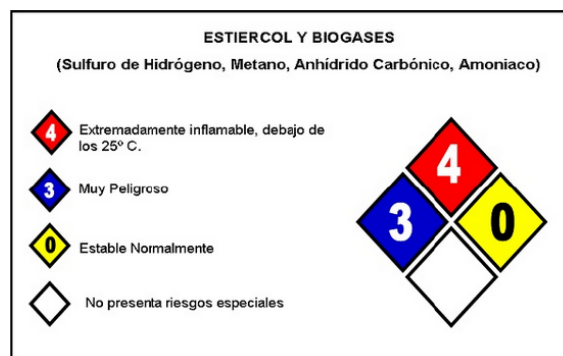 ESTIERCOL Y BIOGASES
(Sulfuro de Hidrógeno, Metano, Anhídrido Carbónico, Amoniaco)
4 Extremadamente inflamable, debajo de
los 25º C.
3 Muy Peligroso
0 Estable Normalmente
No presenta riesgos especiales
4
3 0